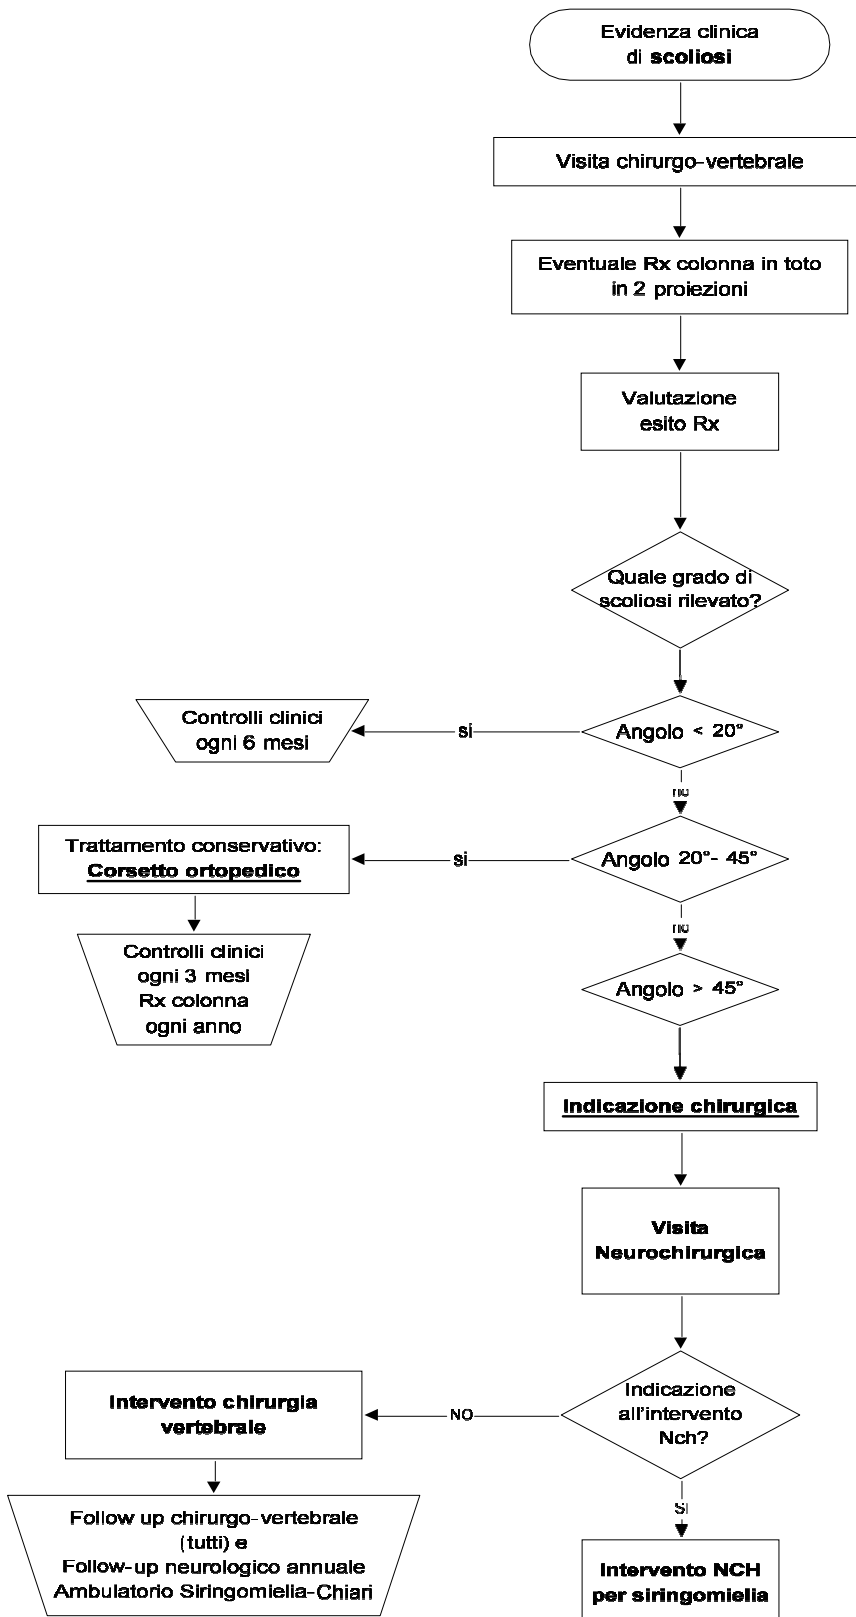 Evidenza clinica
di scoliosi
Visita chirurgo-vertebrale
Eventuale Rx colonna in toto
in 2 proiezioni
Valutazione
esito Rx
Quale grado di
scoliosi rilevato?
Angolo < 20°
si
Controlli clinici
ogni 6 mesi
no
Angolo 20°- 45°
si
Trattamento conservativo:
Corsetto ortopedico
Controlli clinici
ogni 3 mesi
Rx colonna
ogni anno
no
Angolo > 45°
Indicazione chirurgica
Visita
Neurochirurgica
Indicazione
all'intervento
Nch?
NO
Intervento chirurgia
vertebrale
Follow up chirurgo-vertebrale
(tutti) e
Follow-up neurologico annuale
Ambulatorio Siringomielia-Chiari
SI
Intervento NCH
per siringomielia